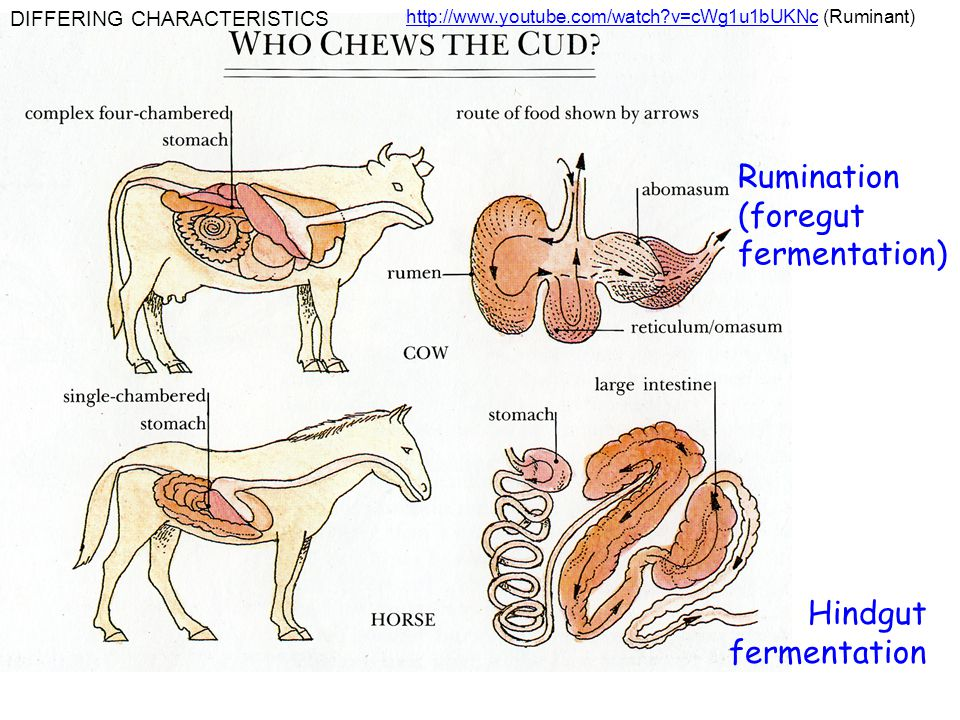 DIFFERING CHARACTERISTICS
http://www.youtube.com/watch?v=cWg1u1bUKNc (Ruminant)
WHO CHEWS THE CUD?
complex four-chambered
stomach
route of food shown by arrows
abomasum
Rumination
(foregut
fermentation)
rumen
reticulum/omasum
COW
single-chambered
stomach
large intestine
stomach
HORSE
Hindgut
fermentation